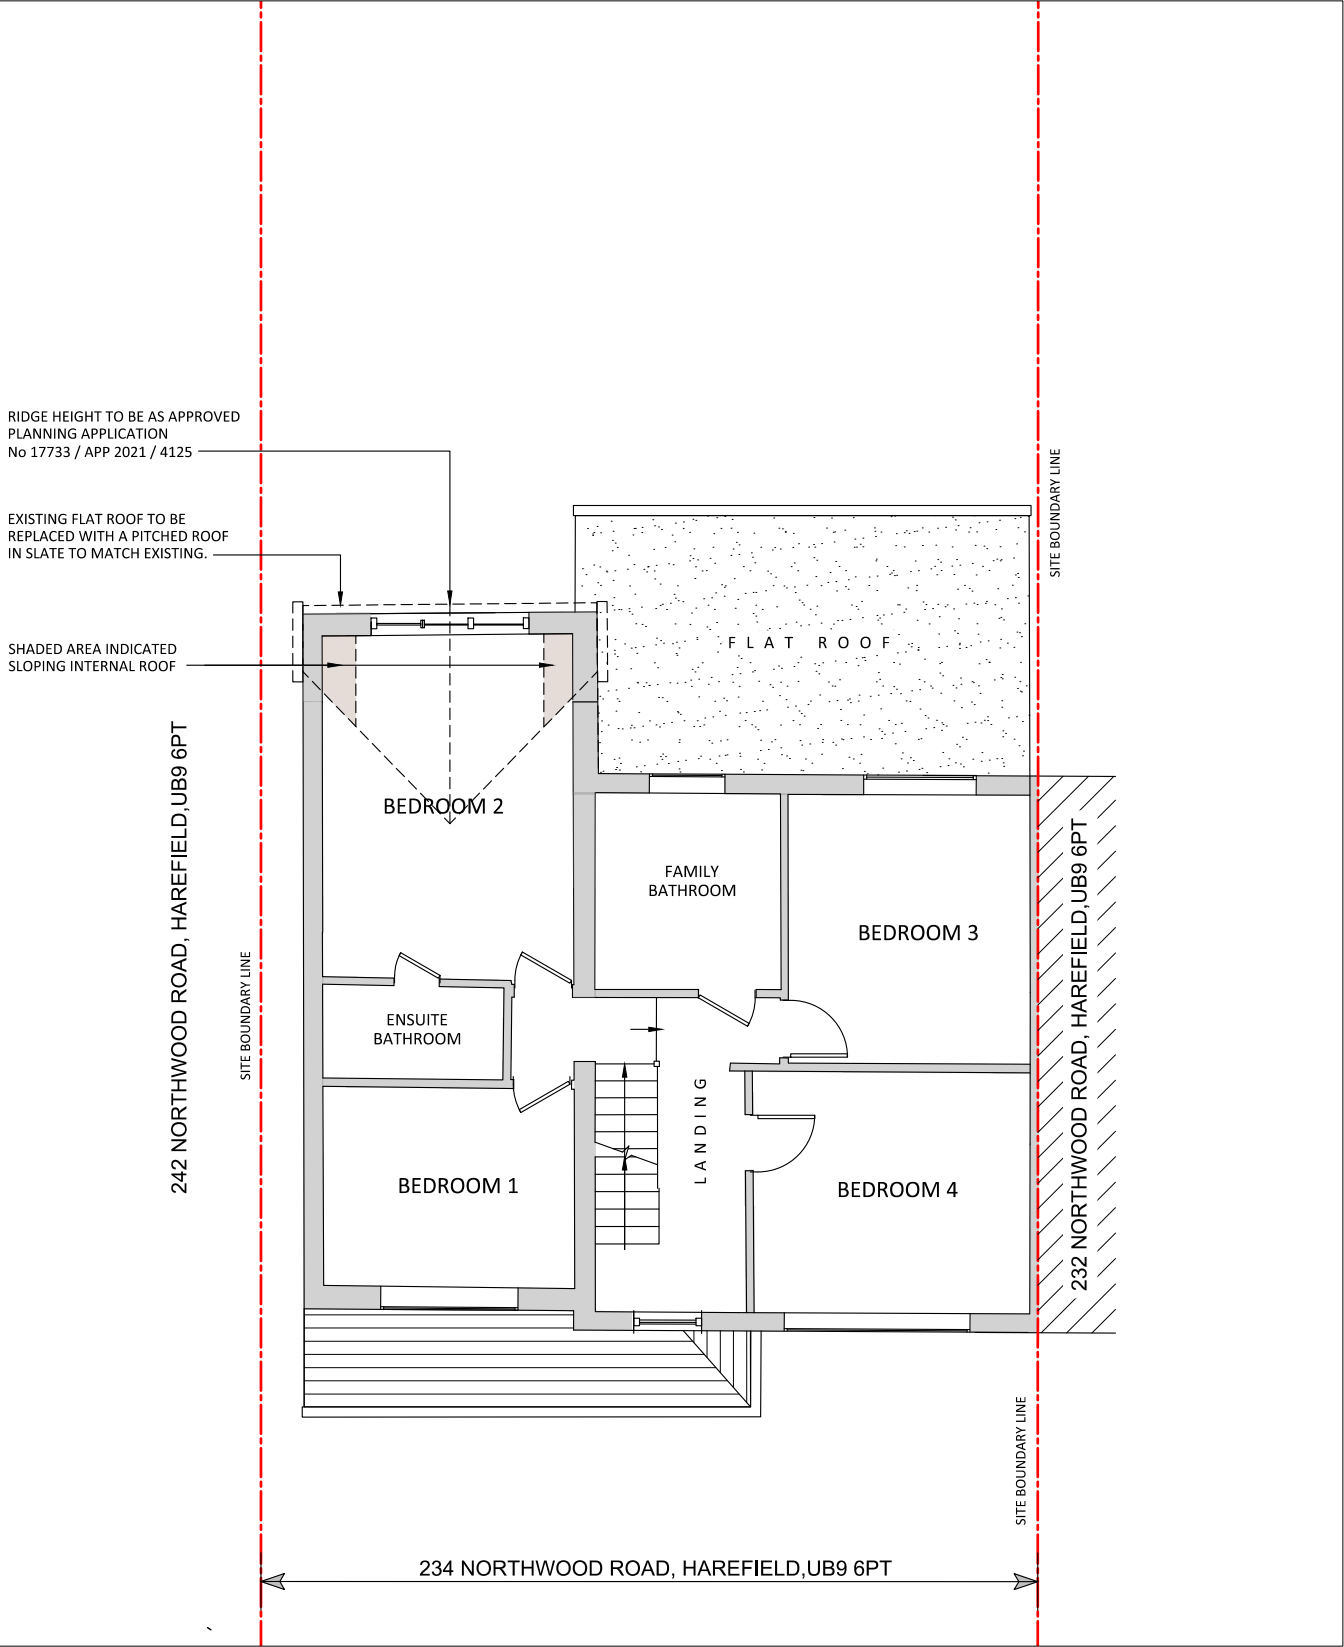 RIDGE HEIGHT TO BE AS APPROVED
PLANNING APPLICATION
No 17733 / APP 2021 / 4125
EXISTING FLAT ROOF TO BE
REPLACED WITH A PITCHED ROOF
IN SLATE TO MATCH EXISTING.
SHADED AREA INDICATED
SLOPING INTERNAL ROOF
SITE BOUNDARY LINE
FLAT ROOF
242 NORTHWOOD ROAD, HAREFIELD,UB9 6PT
SITE BOUNDARY LINE
BEDROOM 2
FAMILY
BATHROOM
BEDROOM 3
ENSUITE
BATHROOM
LANDING
BEDROOM 1
BEDROOM 4
232 NORTHWOOD ROAD, HAREFIELD,UB9 6PT
SITE BOUNDARY LINE
234 NORTHWOOD ROAD, HAREFIELD,UB9 6PT